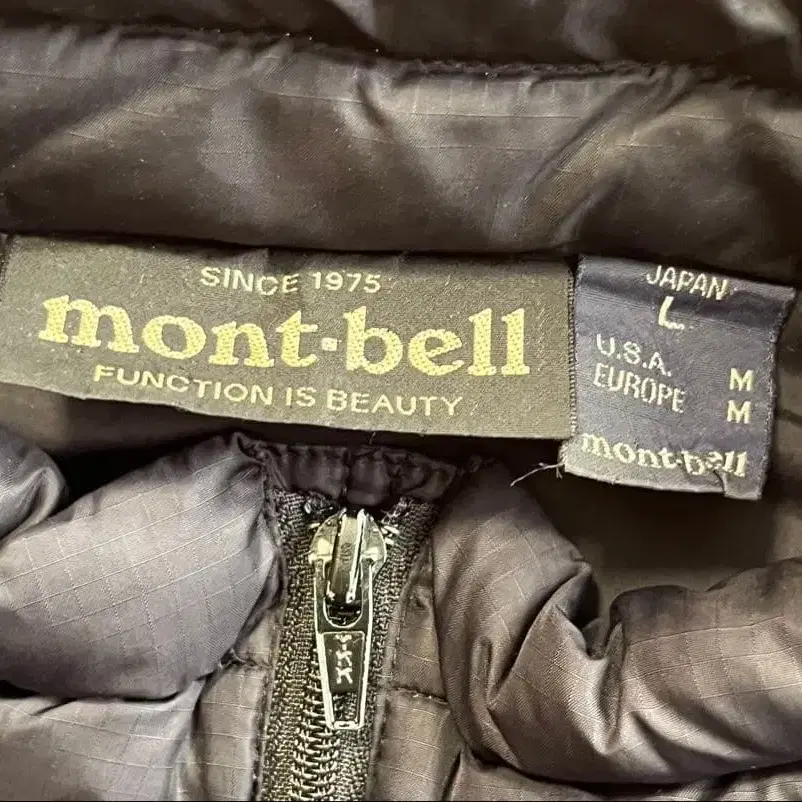 SINCE 1975
mont-bell
FUNCTION IS BEAUTY
JAPAN
L
U.S.A. M
EUROPE M
mont-bell
YKK